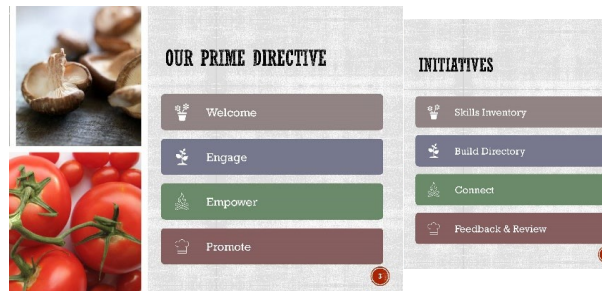 OUR PRIME DIRECTIVE
Welcome
Engage
Empower
Promote
3
INITIATIVES
Skills Inventory
Build Directory
Connect
Feedback & Review